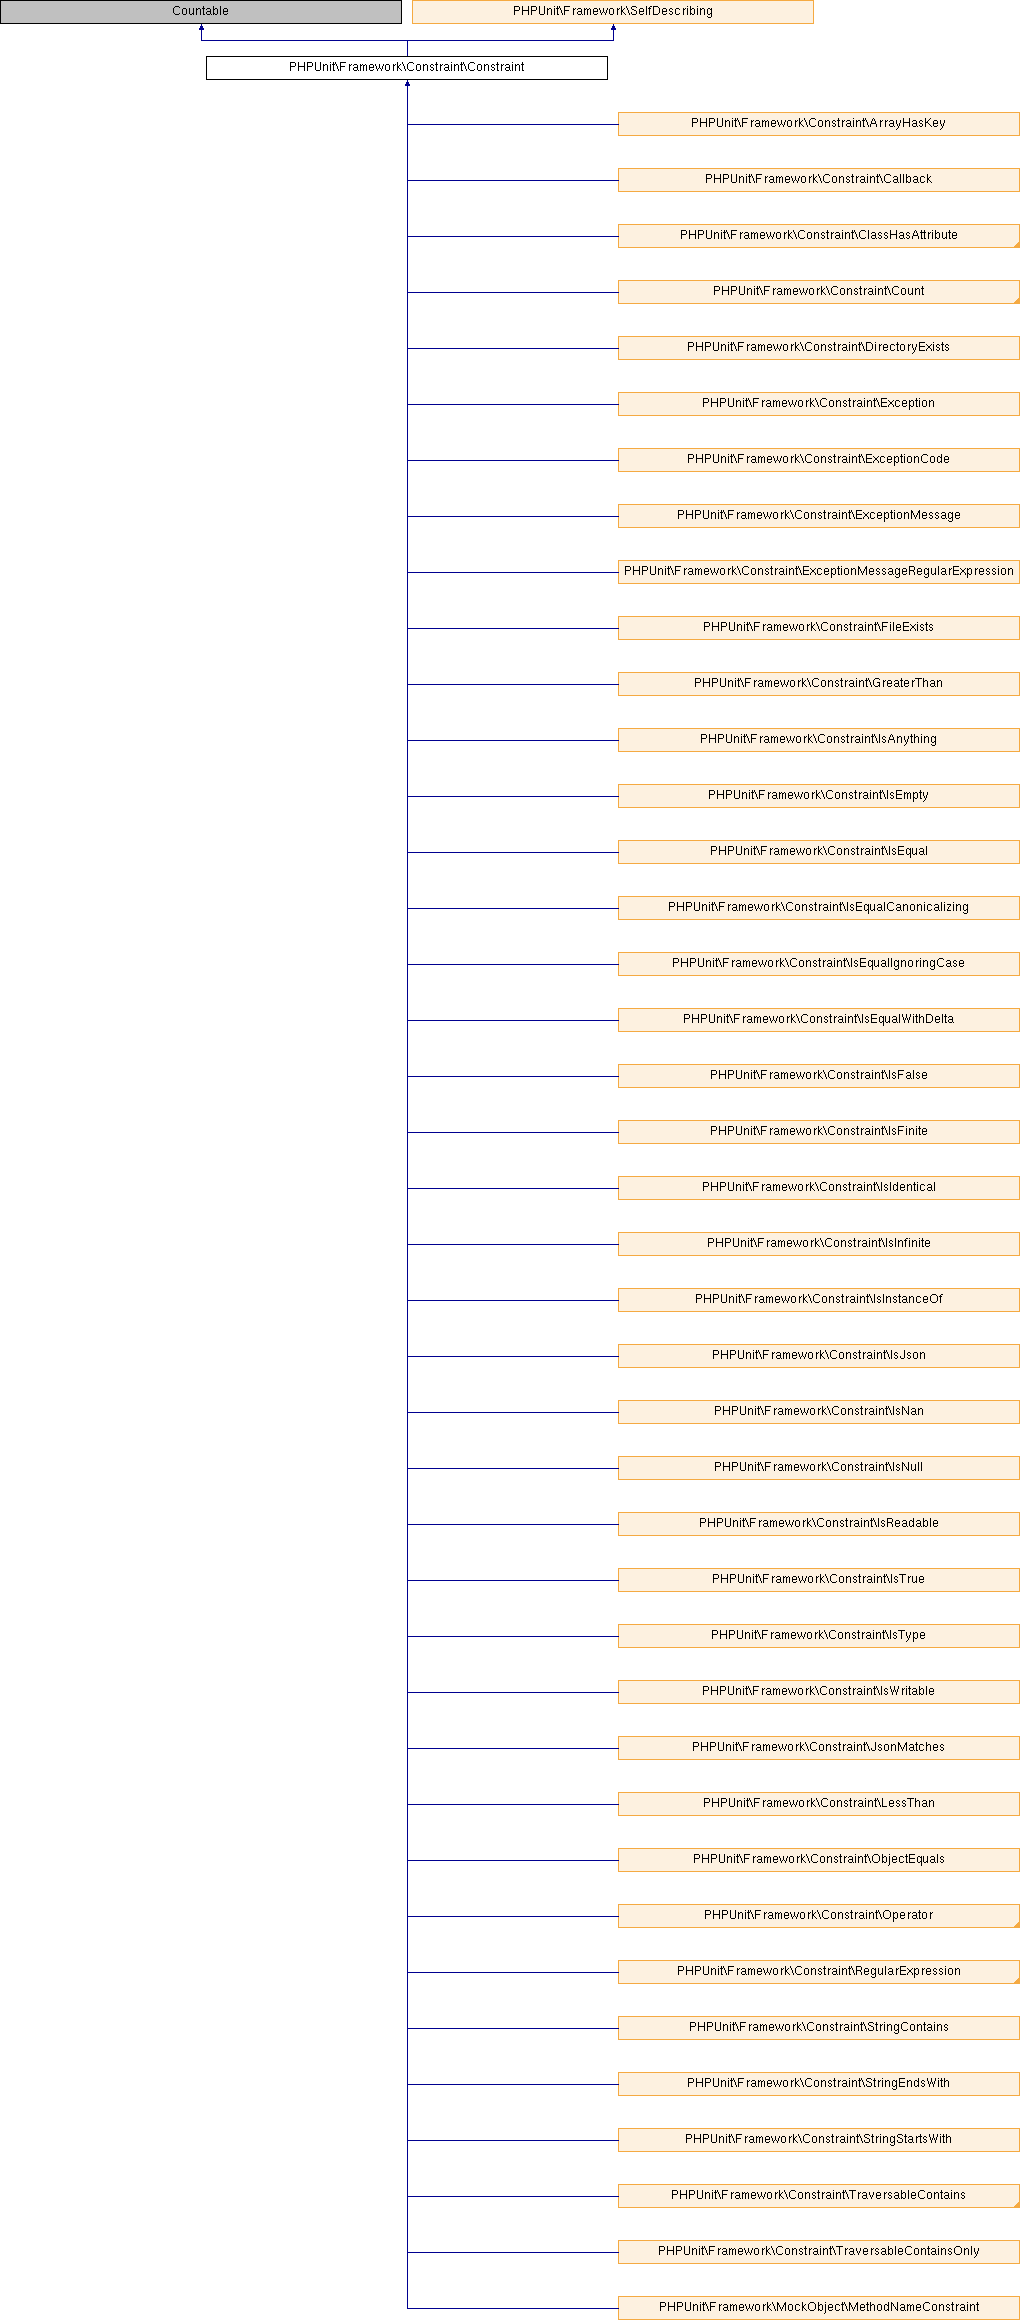 Countable
PHPUnit\Framework\SelfDescribing
PHPUnit\Framework\Constraint\Constraint
PHPUnit\Framework\Constraint\ArrayHasKey
PHPUnit\Framework\Constraint\Callback
PHPUnit\Framework\Constraint\ClassHasAttribute
PHPUnit\Framework\Constraint\Count
PHPUnit\Framework\Constraint\DirectoryExists
PHPUnit\Framework\Constraint\Exception
PHPUnit\Framework\Constraint\ExceptionCode
PHPUnit\Framework\Constraint\ExceptionMessage
PHPUnit\Framework\Constraint\ExceptionMessageRegularExpression
PHPUnit\Framework\Constraint\FileExists
PHPUnit\Framework\Constraint\GreaterThan
PHPUnit\Framework\Constraint\IsAnything
PHPUnit\Framework\Constraint\IsEmpty
PHPUnit\Framework\Constraint\IsEqual
PHPUnit\Framework\Constraint\IsEqualCanonicalizing
PHPUnit\Framework\Constraint\IsEqualIgnoringCase
PHPUnit\Framework\Constraint\IsEqualWithDelta
PHPUnit\Framework\Constraint\IsFalse
PHPUnit\Framework\Constraint\IsFinite
PHPUnit\Framework\Constraint\IsIdentical
PHPUnit\Framework\Constraint\IsInfinite
PHPUnit\Framework\Constraint\IsInstanceOf
PHPUnit\Framework\Constraint\IsJson
PHPUnit\Framework\Constraint\IsNan
PHPUnit\Framework\Constraint\IsNull
PHPUnit\Framework\Constraint\IsReadable
PHPUnit\Framework\Constraint\IsTrue
PHPUnit\Framework\Constraint\IsType
PHPUnit\Framework\Constraint\IsWritable
PHPUnit\Framework\Constraint\JsonMatches
PHPUnit\Framework\Constraint\LessThan
PHPUnit\Framework\Constraint\ObjectEquals
PHPUnit\Framework\Constraint\Operator
PHPUnit\Framework\Constraint\RegularExpression
PHPUnit\Framework\Constraint\StringContains
PHPUnit\Framework\Constraint\StringEndsWith
PHPUnit\Framework\Constraint\StringStartsWith
PHPUnit\Framework\Constraint\TraversableContains
PHPUnit\Framework\Constraint\TraversableContainsOnly
PHPUnit\Framework\MockObject\MethodNameConstraint